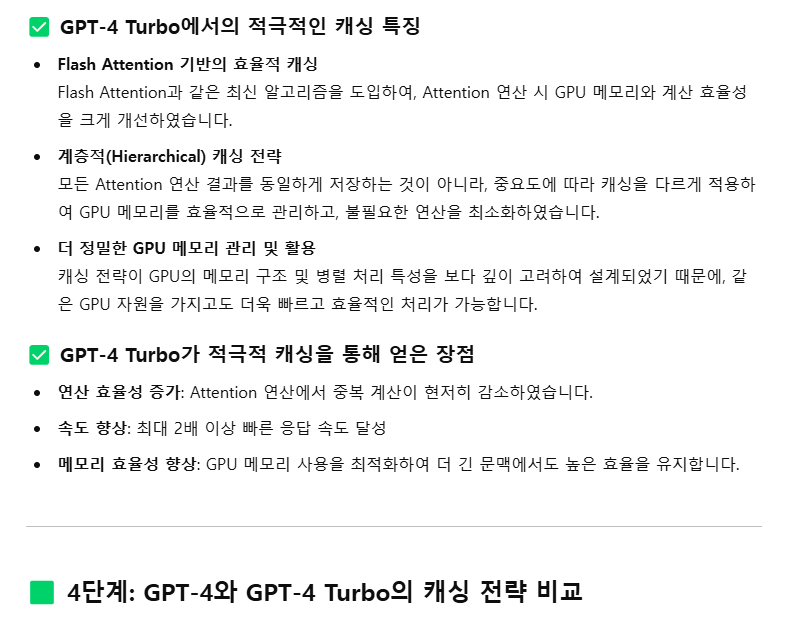 ✅ GPT-4 Turbo에서의 적극적인 캐싱 특징
• Flash Attention 기반의 효율적 캐싱
Flash Attention과 같은 최신 알고리즘을 도입하여, Attention 연산 시 GPU 메모리와 계산 효율성
을 크게 개선하였습니다.
• 계층적(Hierarchical) 캐싱 전략
모든 Attention 연산 결과를 동일하게 저장하는 것이 아니라, 중요도에 따라 캐싱을 다르게 적용하
여 GPU 메모리를 효율적으로 관리하고, 불필요한 연산을 최소화하였습니다.
• 더 정밀한 GPU 메모리 관리 및 활용
캐싱 전략이 GPU의 메모리 구조 및 병렬 처리 특성을 보다 깊이 고려하여 설계되었기 때문에, 같
은 GPU 자원을 가지고도 더욱 빠르고 효율적인 처리가 가능합니다.
✅ GPT-4 Turbo가 적극적 캐싱을 통해 얻은 장점
• 연산 효율성 증가: Attention 연산에서 중복 계산이 현저히 감소하였습니다.
• 속도 향상: 최대 2배 이상 빠른 응답 속도 달성
• 메모리 효율성 향상: GPU 메모리 사용을 최적화하여 더 긴 문맥에서도 높은 효율을 유지합니다.
🟩 4단계: GPT-4와 GPT-4 Turbo의 캐싱 전략 비교